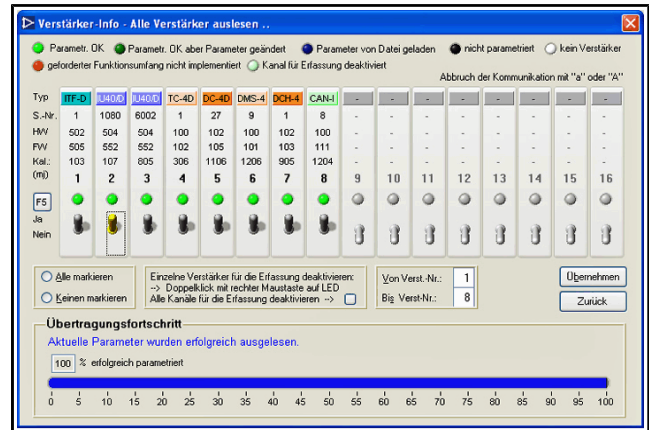 Verstärker-Info - Alle Verstärker auslesen ..
Parametr. OK Parametr. OK aber Parameter geändert Parameter von Datei geladen nicht parametriert kein Verstärker
geforderter Funktionsumfang nicht implementiert Kanal für Erfassung deaktiviert
Abbruch der Kommunikation mit "a" oder "A"
Typ ITF-D IU40/D IU40/D TC-4D DC-4D DMS-4 DCH-4 CAN-I - - - - - - - -
S.-Nr. 1 1080 6002 1 27 9 1 8 - - - - - - - -
HW 502 504 504 100 102 100 102 100 - - - - - - - -
FW 505 552 552 102 105 101 103 111 - - - - - - - -
Kal.: 103 107 805 306 1106 1206 905 1204 - - - - - - - -
(mj) 1 2 3 4 5 6 7 8 9 10 11 12 13 14 15 16
F5
Ja
Nein
Alle markieren
Keinen markieren
Einzelne Verstärker für die Erfassung deaktivieren:
--> Doppelklick mit rechter Maustaste auf LED
Alle Kanäle für die Erfassung deaktivieren -->
Von Verst.-Nr.: 1
Bis Verst-Nr.: 8
Übernehmen
Zurück
Übertragungsfortschritt
Aktuelle Parameter wurden erfolgreich ausgelesen.
100 % erfolgreich parametriert
0 5 10 15 20 25 30 35 40 45 50 55 60 65 70 75 80 85 90 95 100